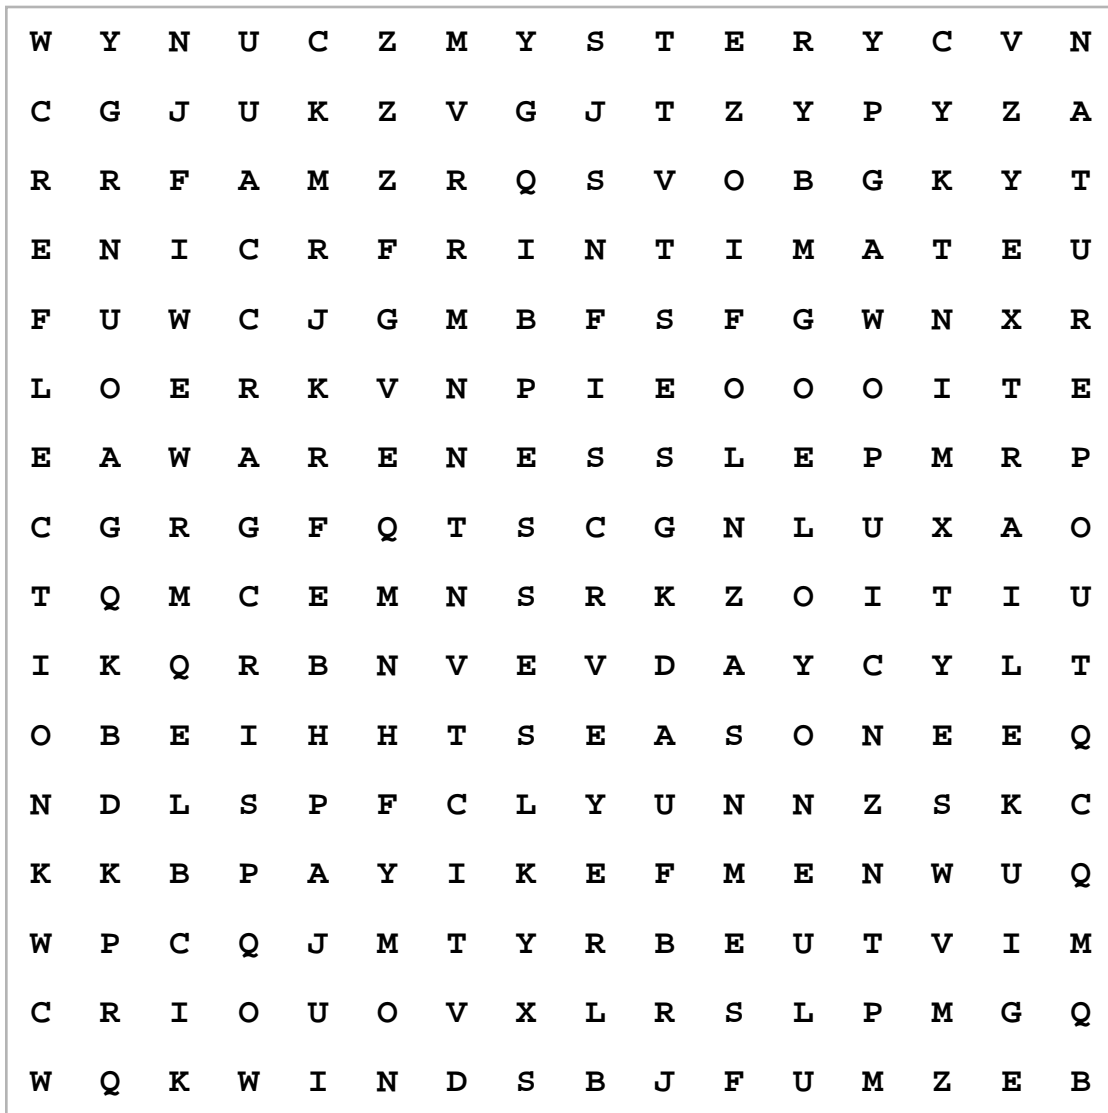 W Y N U C Z M Y S T E R Y C V N
C G J U K Z V G J T Z Y P Y Z A
R R F A M Z R Q S V O B G K Y T
E N I C R F R I N T I M A T E U
F U W C J G M B F S F G W N X R
L O E R K V N P I E O O O I T E
E A W A R E N E S S L E P M R P
C G R G F Q T S C G N L U X A O
T Q M C E M N S R K Z O I T I U
I K Q R B N V E V D A Y C Y L T
O B E I H H T S E A S O N E E Q
N D L S P F C L Y U N N Z S K C
K K B P A Y I K E F M E N W U Q
W P C Q J M T Y R B E U T V I M
C R I O U O V X L R S L P M G Q
W Q K W I N D S B J F U M Z E B